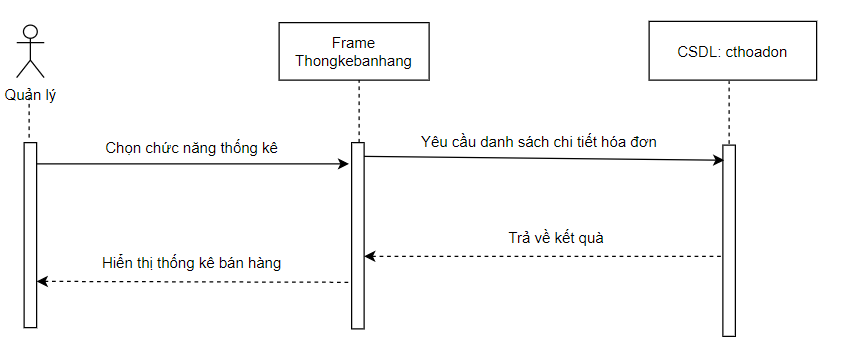 Frame
Thongkebanhang
CSDL: cthoadon
Quản lý
Chọn chức năng thống kê
Yêu cầu danh sách chi tiết hóa đơn
Trả về kết quà
Hiển thị thống kê bán hàng